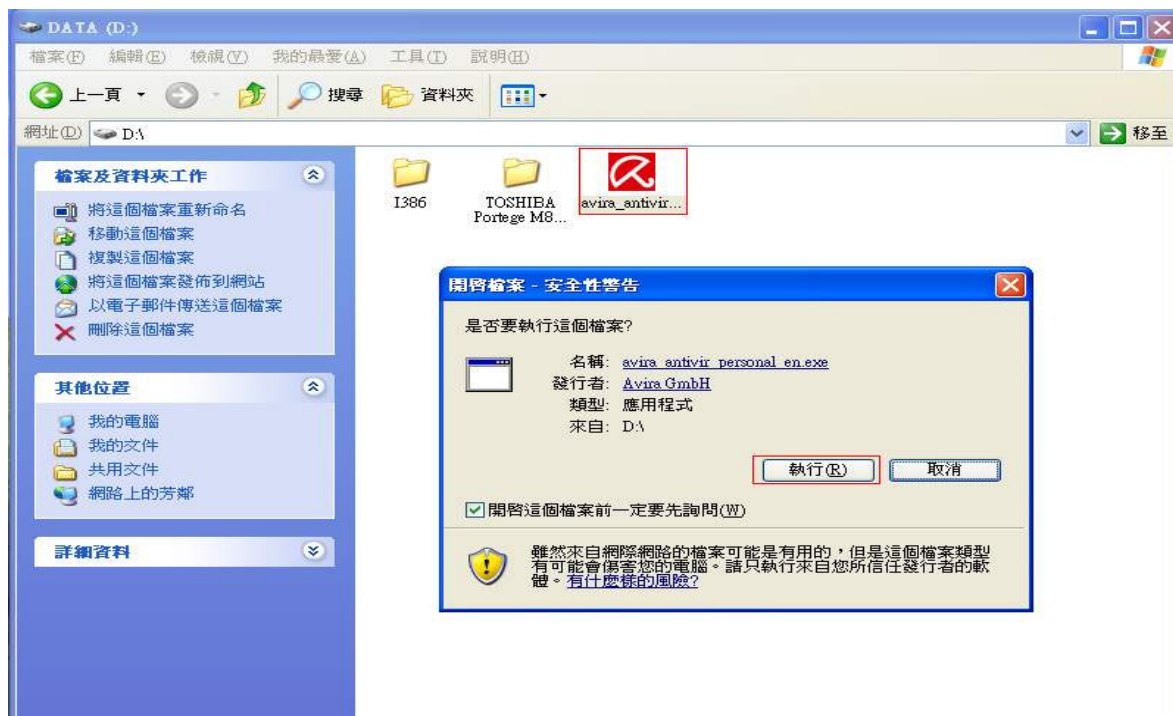 DATA (D:)
檔案(F) 編輯(E) 檢視(V) 我的最愛(A) 工具(T) 說明(H)
上一頁 搜尋 資料夾
網址(D) D:\ 移至
檔案及資料夾工作
將這個檔案重新命名
移動這個檔案
複製這個檔案
將這個檔案發佈到網站
以電子郵件傳送這個檔案
刪除這個檔案
其他位置
我的電腦
我的文件
共用文件
網路上的芳鄰
詳細資料
I386
TOSHIBA
Portege M8...
avira_antivir...
開啟檔案 - 安全性警告
是否要執行這個檔案?
名稱: avira_antivir_personal_en.exe
發行者: Avira GmbH
類型: 應用程式
來自: D:\
執行(R) 取消
開啟這個檔案前一定要先詢問(W)
雖然來自網際網路的檔案可能是有用的，但是這個檔案類型
有可能會傷害您的電腦。請只執行來自您所信任發行者的軟
體。有什麼樣的風險?